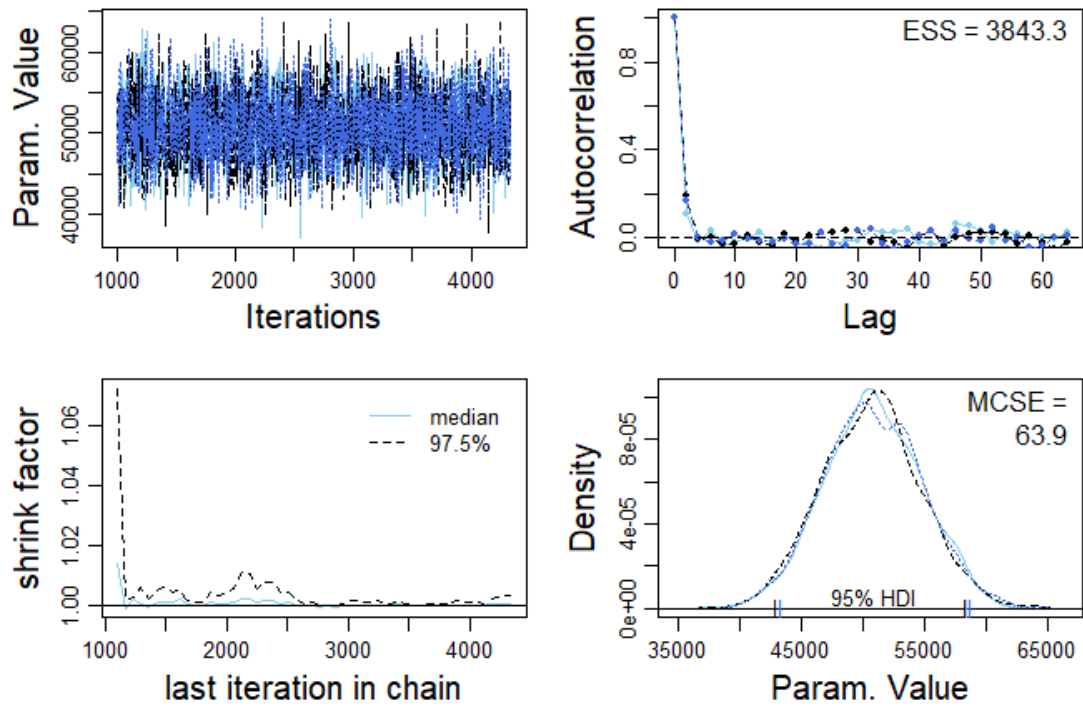 Param. Value
60000
50000
40000
1000
2000
3000
4000
Iterations
Autocorrelation
0.8
0.4
0.0
ESS = 3843.3
0
10
20
30
40
50
60
Lag
shrink factor
1.06
1.04
1.02
1.00
median
97.5%
1000
2000
3000
4000
last iteration in chain
Density
8e-05
4e-05
0e+00
MCSE =
63.9
95% HDI
35000
45000
55000
65000
Param. Value